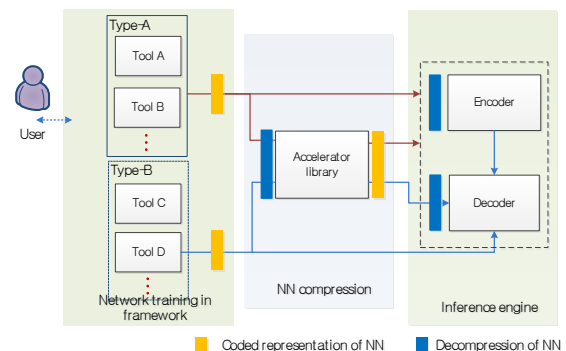 Type-A
Tool A
Tool B
User
Type-B
Tool C
Tool D
Network training in
framework
Accelerator
library
NN compression
Encoder
Decoder
Inference engine
Coded representation of NN
Decompression of NN